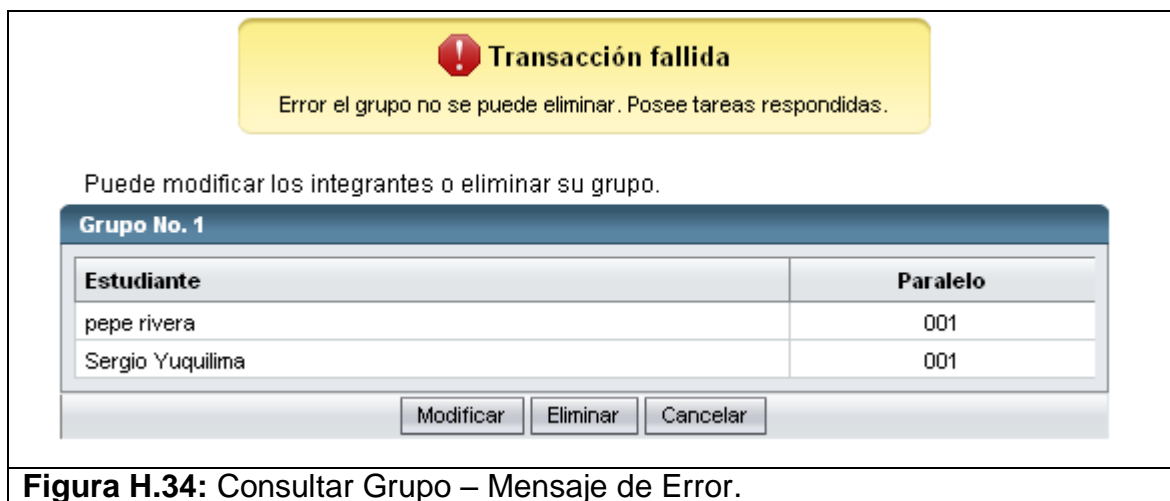 Transacción fallida
Error el grupo no se puede eliminar. Posee tareas respondidas.
Puede modificar los integrantes o eliminar su grupo.
Grupo No. 1
Estudiante Paralelo
pepe rivera 001
Sergio Yuquilima 001
Modificar Eliminar Cancelar
Figura H.34: Consultar Grupo – Mensaje de Error.